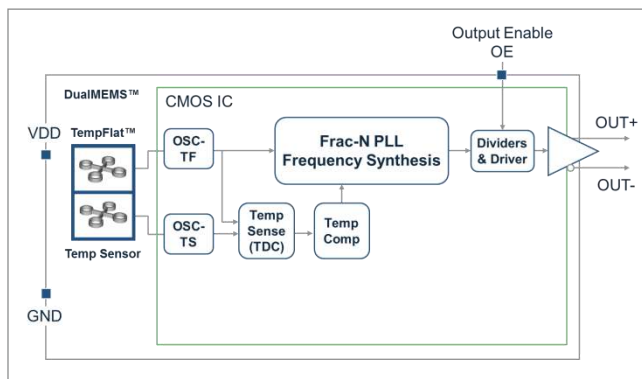 Output Enable
OE
DualMEMS™
CMOS IC
VDD
TempFlat™
OSC-
TF
Frac-N PLL
Frequency Synthesis
Dividers
& Driver
OUT+
OUT-
OSC-
TS
Temp
Sense
(TDC)
Temp
Comp
Temp Sensor
GND